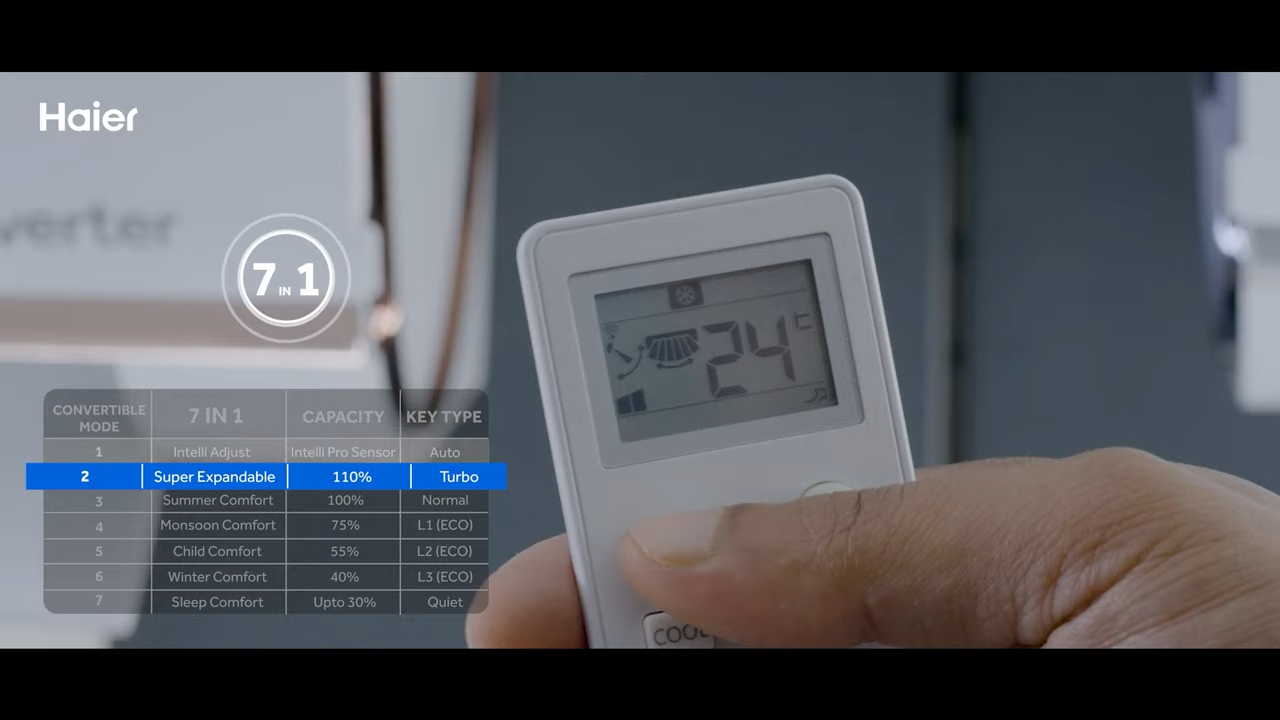 Haier
verter
7 IN 1
CONVERTIBLE MODE 7 IN 1 CAPACITY KEY TYPE
1 Intelli Adjust Intelli Pro Sensor Auto
2 Super Expandable 110% Turbo
3 Summer Comfort 100% Normal
4 Monsoon Comfort 75% L1 (ECO)
5 Child Comfort 55% L2 (ECO)
6 Winter Comfort 40% L3 (ECO)
7 Sleep Comfort Upto 30% Quiet
24 °C
COOL